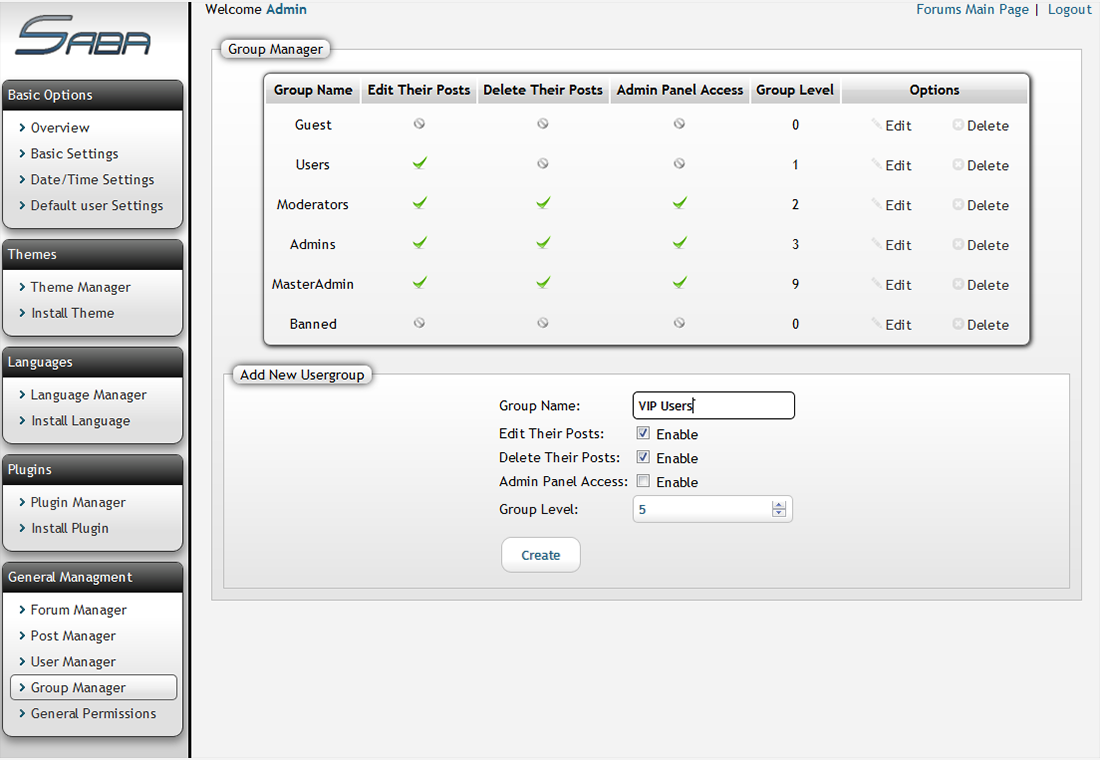 SABA
Welcome Admin
Forums Main Page | Logout
Basic Options
Overview
Basic Settings
Date/Time Settings
Default user Settings
Themes
Theme Manager
Install Theme
Languages
Language Manager
Install Language
Plugins
Plugin Manager
Install Plugin
General Managment
Forum Manager
Post Manager
User Manager
Group Manager
General Permissions
Group Manager
Group Name Edit Their Posts Delete Their Posts Admin Panel Access Group Level Options
Guest 0 Edit Delete
Users 1 Edit Delete
Moderators 2 Edit Delete
Admins 3 Edit Delete
MasterAdmin 9 Edit Delete
Banned 0 Edit Delete
Add New Usergroup
Group Name: VIP Users
Edit Their Posts: Enable
Delete Their Posts: Enable
Admin Panel Access: Enable
Group Level: 5
Create